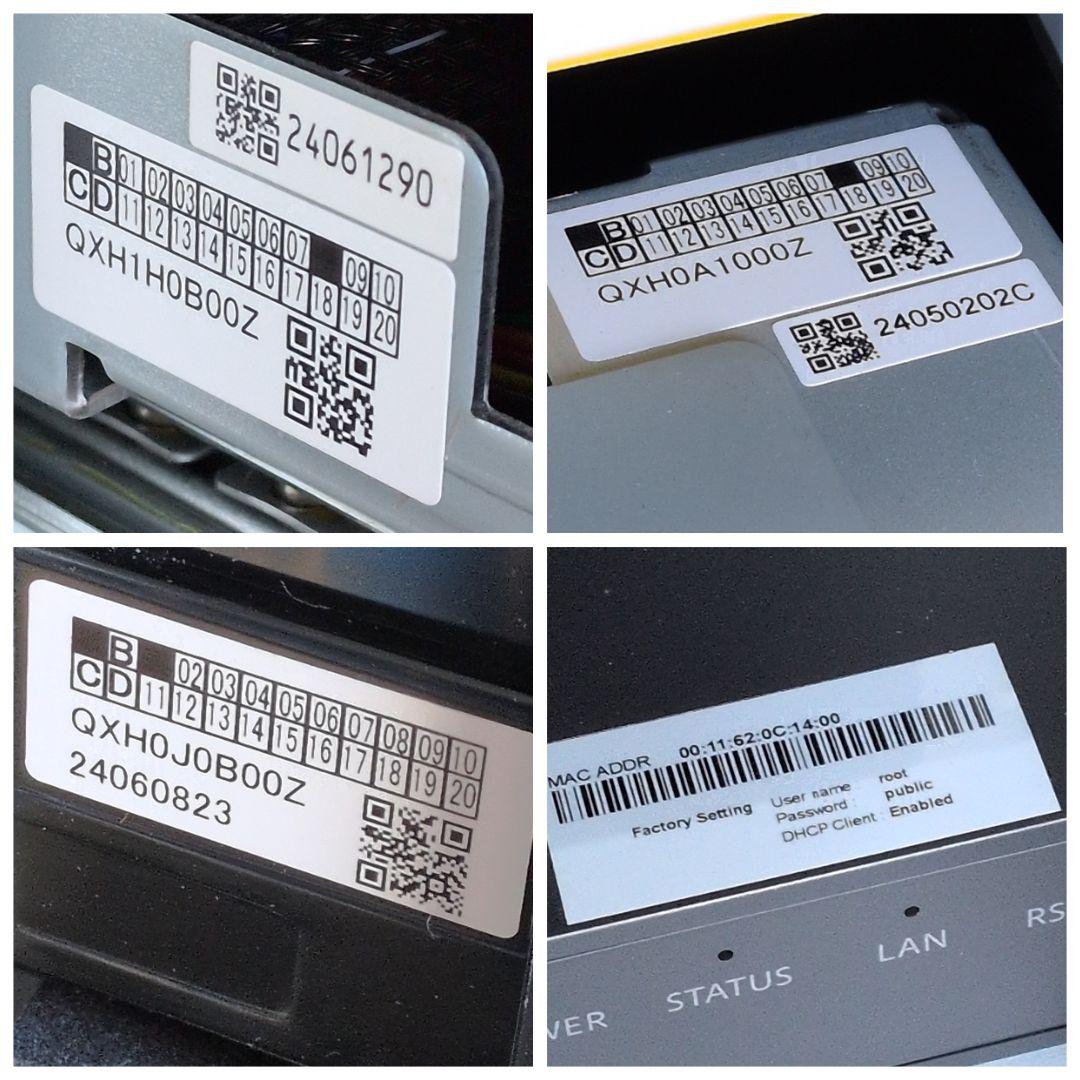 24061290
B 01 02 03 04 05 06 07 09 10
C D 11 12 13 14 15 16 17 18 19 20
QXH1H0B00Z
B 01 02 03 04 05 06 07 09 10
C D 11 12 13 14 15 16 17 18 19 20
QXH0A1000Z
24050202C
B 02 03 04 05 06 07 08 09 10
C D 11 12 13 14 15 16 17 18 19 20
QXH0J0B00Z
24060823
MAC ADDR 00:11:62:0C:14:00
Factory Setting User name root
Password : public
DHCP Client : Enabled
WER STATUS LAN RS